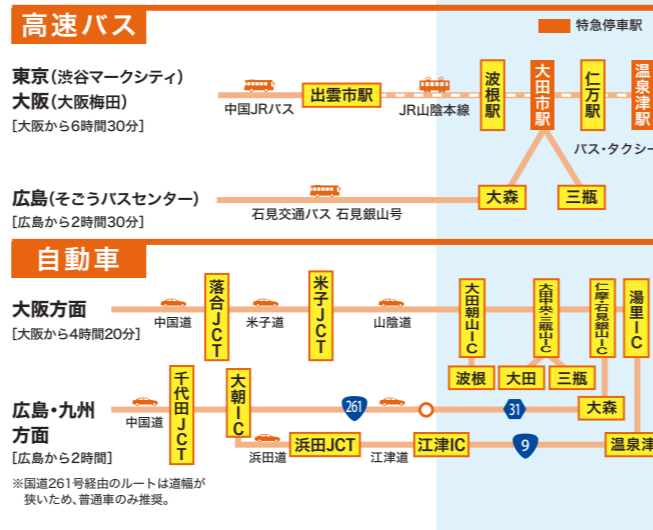 高速バス
特急停車駅
東京(渋谷マークシティ)
大阪(大阪梅田)
[大阪から6時間30分]
中国JRバス
出雲市駅
JR山陰本線
波根駅
大田市駅
仁万駅
温泉津駅
バス・タクシー
広島(そごうバスセンター)
[広島から2時間30分]
石見交通バス 石見銀山号
大森
三瓶
自動車
大阪方面
[大阪から4時間20分]
中国道
落合JCT
米子道
米子JCT
山陰道
大田朝山IC
大田中央・三瓶山IC
仁摩・石見銀山IC
湯里IC
波根
大田
三瓶
広島・九州
方面
[広島から2時間]
中国道
千代田JCT
大朝IC
261
31
大森
浜田道
浜田JCT
江津道
江津IC
9
温泉津
※国道261号経由のルートは道幅が
狭いため、普通車のみ推奨。